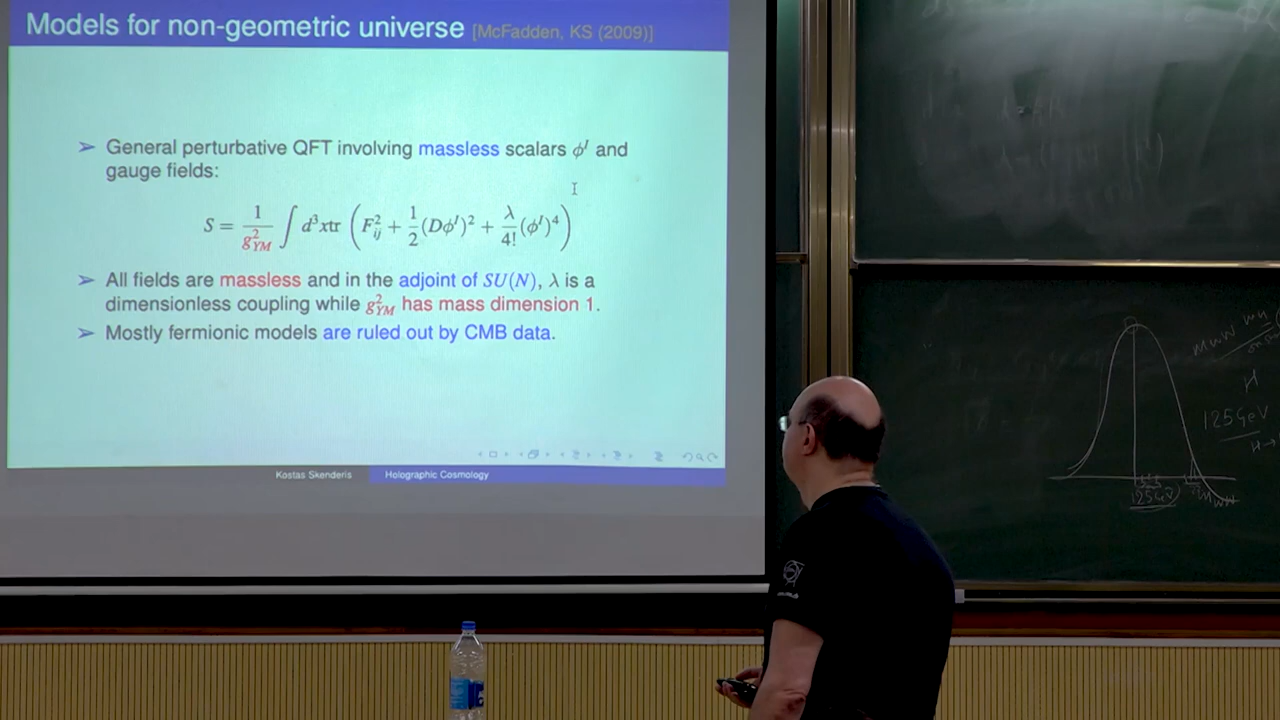 Models for non-geometric universe [McFadden, KS (2009)]
➢ General perturbative QFT involving massless scalars ϕ^I and
gauge fields:
S = 1/g²_YM ∫ d³x tr ( F²_ij + 1/2 (Dϕ^I)² + λ/4! (ϕ^I)⁴ )
➢ All fields are massless and in the adjoint of SU(N), λ is a
dimensionless coupling while g²_YM has mass dimension 1.
➢ Mostly fermionic models are ruled out by CMB data.
Kostas Skenderis Holographic Cosmology
H
125GeV
H→
125GeV